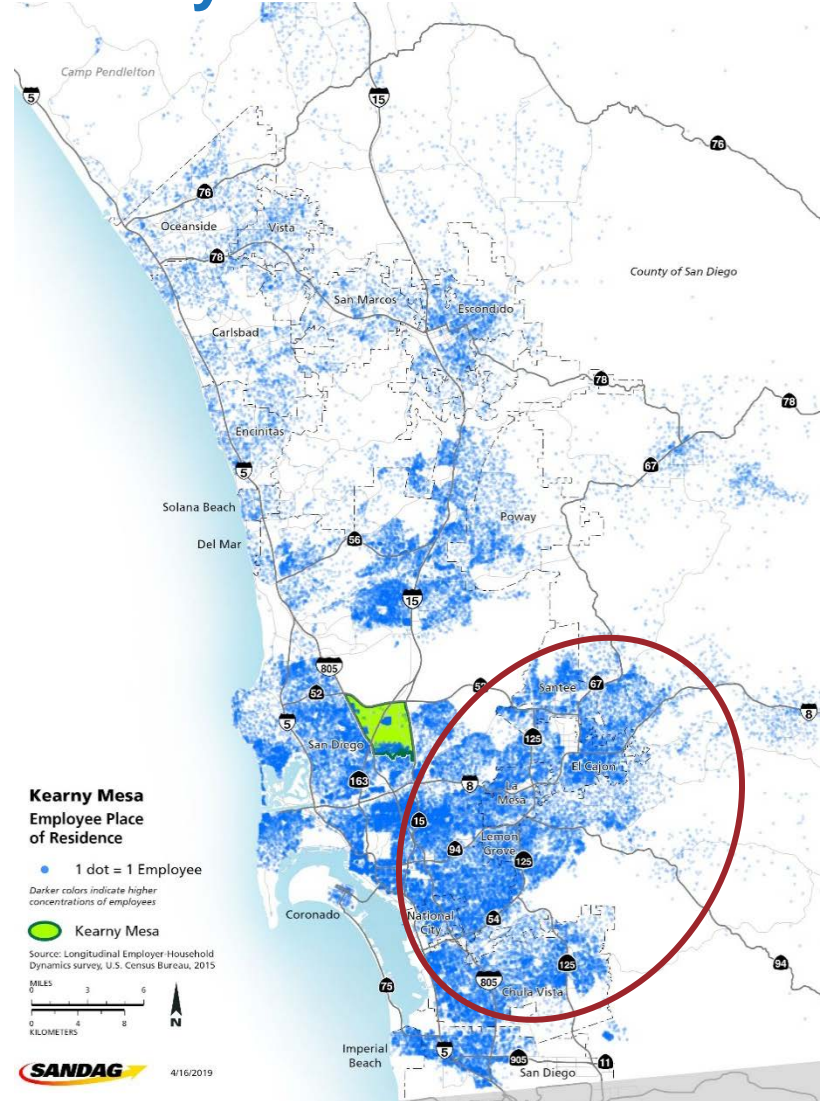 Camp Pendlelton
5
15
76
76
Oceanside
Vista
78
County of San Diego
San Marcos
Escondido
Carlsbad
78
78
Encinitas
67
5
Solana Beach
Poway
56
Del Mar
15
805
52
52
Santee
67
5
8
San Diego
125
El Cajon
163
8
La
Mesa
15
94
Lemon
Grove
125
Kearny Mesa
Employee Place
of Residence
1 dot = 1 Employee
Darker colors indicate higher
concentrations of employees
Kearny Mesa
Source: Longitudinal Employer-Household
Dynamics survey, U.S. Census Bureau, 2015
MILES
0 3 6
0 4 8
KILOMETERS
N
Coronado
National
City
54
125
94
805
75
Chula Vista
Imperial
Beach
5
905
11
San Diego
SANDAG
4/16/2019